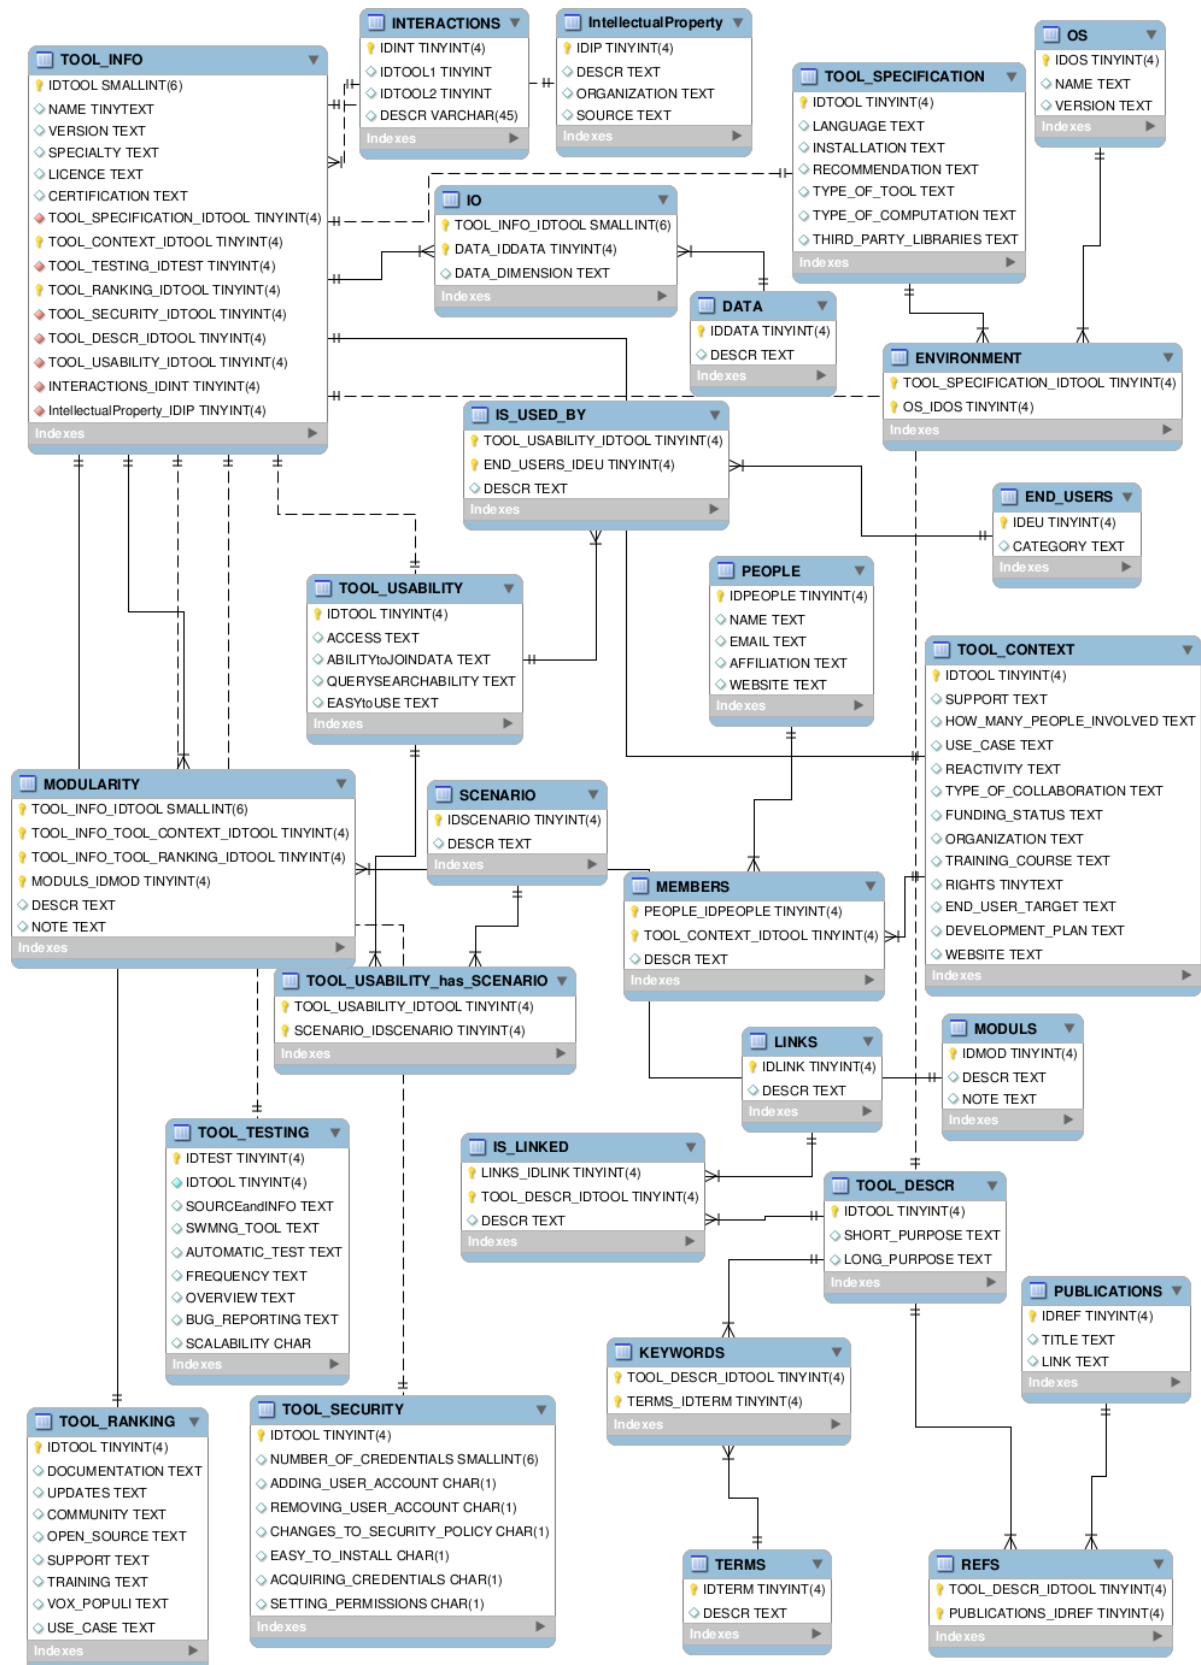 INTERACTIONS
IDINT TINYINT(4)
IDTOOL1 TINYINT
IDTOOL2 TINYINT
DESCR VARCHAR(45)
Indexes
IntellectualProperty
IDIP TINYINT(4)
DESCR TEXT
ORGANIZATION TEXT
SOURCE TEXT
Indexes
OS
IDOS TINYINT(4)
NAME TEXT
VERSION TEXT
Indexes
TOOL_INFO
IDTOOL SMALLINT(6)
NAME TINYTEXT
VERSION TEXT
SPECIALTY TEXT
LICENCE TEXT
CERTIFICATION TEXT
TOOL_SPECIFICATION_IDTOOL TINYINT(4)
TOOL_CONTEXT_IDTOOL TINYINT(4)
TOOL_TESTING_IDTEST TINYINT(4)
TOOL_RANKING_IDTOOL TINYINT(4)
TOOL_SECURITY_IDTOOL TINYINT(4)
TOOL_DESCR_IDTOOL TINYINT(4)
TOOL_USABILITY_IDTOOL TINYINT(4)
INTERACTIONS_IDINT TINYINT(4)
IntellectualProperty_IDIP TINYINT(4)
Indexes
TOOL_SPECIFICATION
IDTOOL TINYINT(4)
LANGUAGE TEXT
INSTALLATION TEXT
RECOMMENDATION TEXT
TYPE_OF_TOOL TEXT
TYPE_OF_COMPUTATION TEXT
THIRD_PARTY_LIBRARIES TEXT
Indexes
IO
TOOL_INFO_IDTOOL SMALLINT(6)
DATA_IDDATA TINYINT(4)
DATA_DIMENSION TEXT
Indexes
DATA
IDDATA TINYINT(4)
DESCR TEXT
Indexes
ENVIRONMENT
TOOL_SPECIFICATION_IDTOOL TINYINT(4)
OS_IDOS TINYINT(4)
Indexes
IS_USED_BY
TOOL_USABILITY_IDTOOL TINYINT(4)
END_USERS_IDEU TINYINT(4)
DESCR TEXT
Indexes
END_USERS
IDEU TINYINT(4)
CATEGORY TEXT
Indexes
TOOL_USABILITY
IDTOOL TINYINT(4)
ACCESS TEXT
ABILITYtoJOINDATA TEXT
QUERYSEARCHABILITY TEXT
EASYtoUSE TEXT
Indexes
PEOPLE
IDPEOPLE TINYINT(4)
NAME TEXT
EMAIL TEXT
AFFILIATION TEXT
WEBSITE TEXT
Indexes
TOOL_CONTEXT
IDTOOL TINYINT(4)
SUPPORT TEXT
HOW_MANY_PEOPLE_INVOLVED TEXT
USE_CASE TEXT
REACTIVITY TEXT
TYPE_OF_COLLABORATION TEXT
FUNDING_STATUS TEXT
ORGANIZATION TEXT
TRAINING_COURSE TEXT
RIGHTS TINYTEXT
END_USER_TARGET TEXT
DEVELOPMENT_PLAN TEXT
WEBSITE TEXT
Indexes
MODULARITY
TOOL_INFO_IDTOOL SMALLINT(6)
TOOL_INFO_TOOL_CONTEXT_IDTOOL TINYINT(4)
TOOL_INFO_TOOL_RANKING_IDTOOL TINYINT(4)
MODULS_IDMOD TINYINT(4)
DESCR TEXT
NOTE TEXT
Indexes
SCENARIO
IDSCENARIO TINYINT(4)
DESCR TEXT
Indexes
MEMBERS
PEOPLE_IDPEOPLE TINYINT(4)
TOOL_CONTEXT_IDTOOL TINYINT(4)
DESCR TEXT
Indexes
TOOL_USABILITY_has_SCENARIO
TOOL_USABILITY_IDTOOL TINYINT(4)
SCENARIO_IDSCENARIO TINYINT(4)
Indexes
LINKS
IDLINK TINYINT(4)
DESCR TEXT
Indexes
MODULS
IDMOD TINYINT(4)
DESCR TEXT
NOTE TEXT
Indexes
TOOL_TESTING
IDTEST TINYINT(4)
IDTOOL TINYINT(4)
SOURCEandINFO TEXT
SWMNG_TOOL TEXT
AUTOMATIC_TEST TEXT
FREQUENCY TEXT
OVERVIEW TEXT
BUG_REPORTING TEXT
SCALABILITY CHAR
Indexes
IS_LINKED
LINKS_IDLINK TINYINT(4)
TOOL_DESCR_IDTOOL TINYINT(4)
DESCR TEXT
Indexes
TOOL_DESCR
IDTOOL TINYINT(4)
SHORT_PURPOSE TEXT
LONG_PURPOSE TEXT
Indexes
PUBLICATIONS
IDREF TINYINT(4)
TITLE TEXT
LINK TEXT
Indexes
KEYWORDS
TOOL_DESCR_IDTOOL TINYINT(4)
TERMS_IDTERM TINYINT(4)
Indexes
TOOL_RANKING
IDTOOL TINYINT(4)
DOCUMENTATION TEXT
UPDATES TEXT
COMMUNITY TEXT
OPEN_SOURCE TEXT
SUPPORT TEXT
TRAINING TEXT
VOX_POPULI TEXT
USE_CASE TEXT
Indexes
TOOL_SECURITY
IDTOOL TINYINT(4)
NUMBER_OF_CREDENTIALS SMALLINT(6)
ADDING_USER_ACCOUNT CHAR(1)
REMOVING_USER_ACCOUNT CHAR(1)
CHANGES_TO_SECURITY_POLICY CHAR(1)
EASY_TO_INSTALL CHAR(1)
ACQUIRING_CREDENTIALS CHAR(1)
SETTING_PERMISSIONS CHAR(1)
Indexes
TERMS
IDTERM TINYINT(4)
DESCR TEXT
Indexes
REFS
TOOL_DESCR_IDTOOL TINYINT(4)
PUBLICATIONS_IDREF TINYINT(4)
Indexes